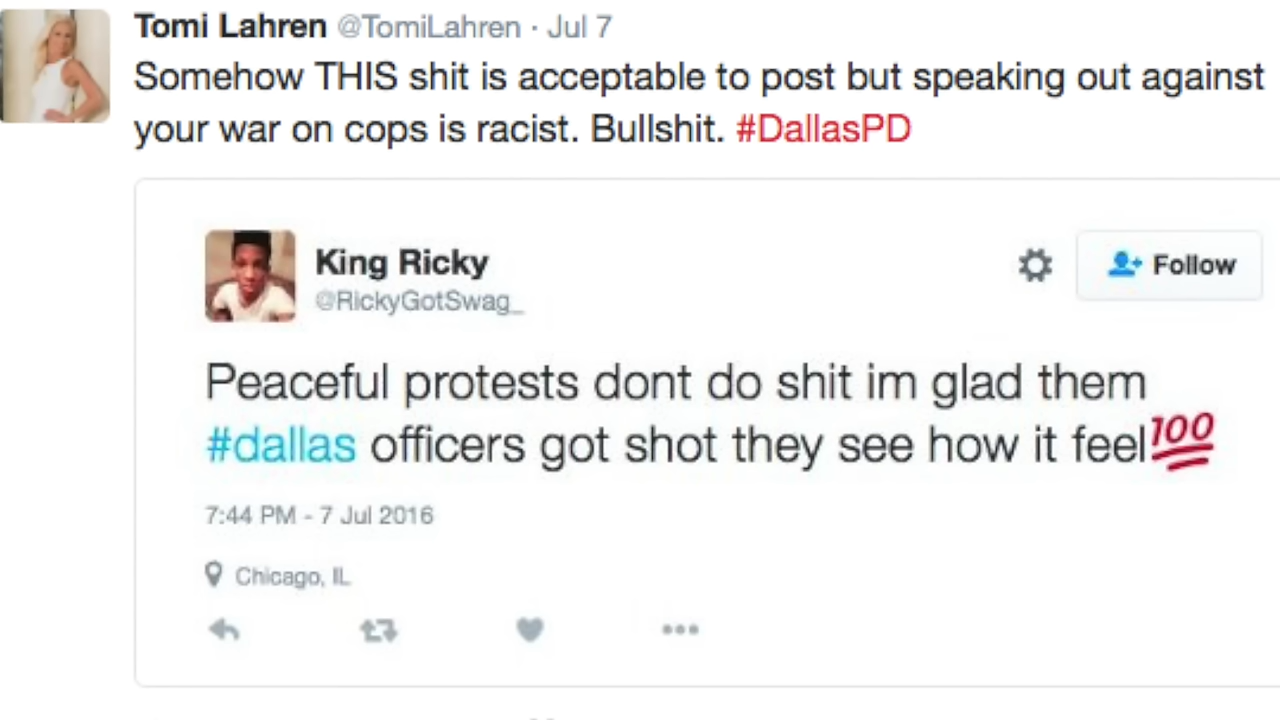 Tomi Lahren @TomiLahren · Jul 7
Somehow THIS shit is acceptable to post but speaking out against
your war on cops is racist. Bullshit. #DallasPD
King Ricky
@RickyGotSwag_
Follow
Peaceful protests dont do shit im glad them
#dallas officers got shot they see how it feel💯
7:44 PM - 7 Jul 2016
Chicago, IL